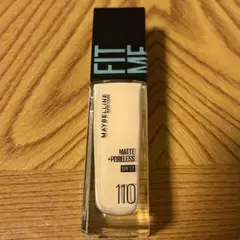 FIT ME
MAYBELLINE
NEW YORK
MATTE
+PORELESS
110